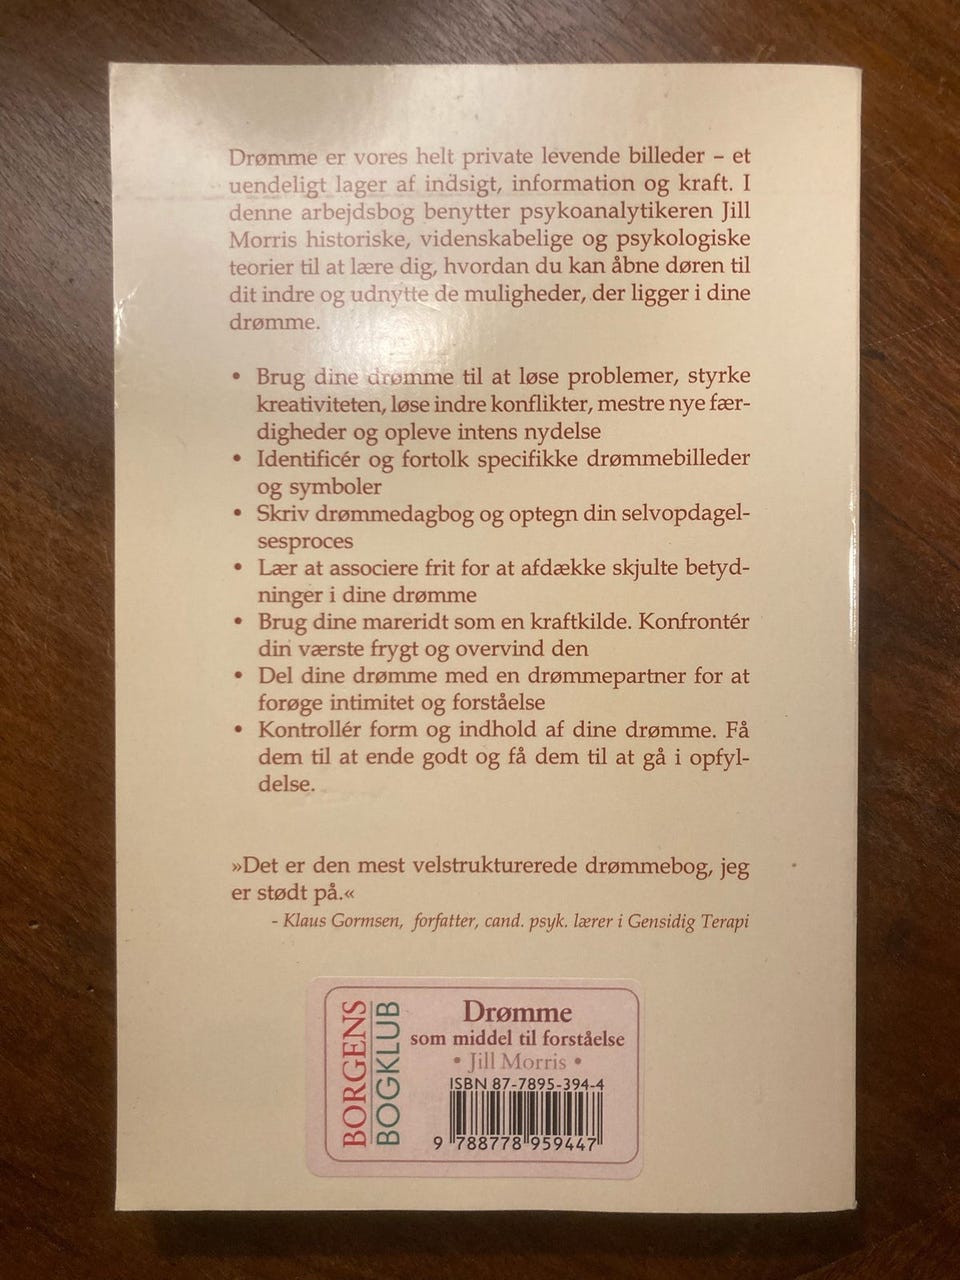 Drømme er vores helt private levende billeder – et
uendeligt lager af indsigt, information og kraft. I
denne arbejdsbog benytter psykoanalytikeren Jill
Morris historiske, videnskabelige og psykologiske
teorier til at lære dig, hvordan du kan åbne døren til
dit indre og udnytte de muligheder, der ligger i dine
drømme.
• Brug dine drømme til at løse problemer, styrke
kreativiteten, løse indre konflikter, mestre nye fær-
digheder og opleve intens nydelse
• Identificér og fortolk specifikke drømmebilleder
og symboler
• Skriv drømmedagbog og optegn din selvopdagel-
sesproces
• Lær at associere frit for at afdække skjulte betyd-
ninger i dine drømme
• Brug dine mareridt som en kraftkilde. Konfrontér
din værste frygt og overvind den
• Del dine drømme med en drømmepartner for at
forøge intimitet og forståelse
• Kontrollér form og indhold af dine drømme. Få
dem til at ende godt og få dem til at gå i opfyl-
delse.
»Det er den mest velstrukturerede drømmebog, jeg
er stødt på.«
- Klaus Gormsen, forfatter, cand. psyk. lærer i Gensidig Terapi
BORGENS
BOGKLUB
Drømme
som middel til forståelse
• Jill Morris •
ISBN 87-7895-394-4
9 788778 959447